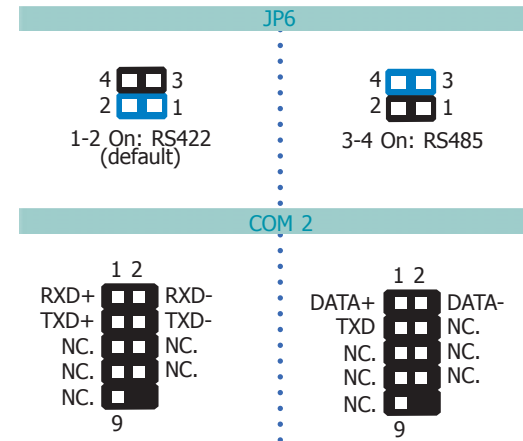 JP6
4 3
2 1
1-2 On: RS422
(default)
4 3
2 1
3-4 On: RS485
COM 2
1 2
RXD+ RXD-
TXD+ TXD-
NC. NC.
NC. NC.
NC.
9
1 2
DATA+ DATA-
TXD NC.
NC. NC.
NC. NC.
NC.
9